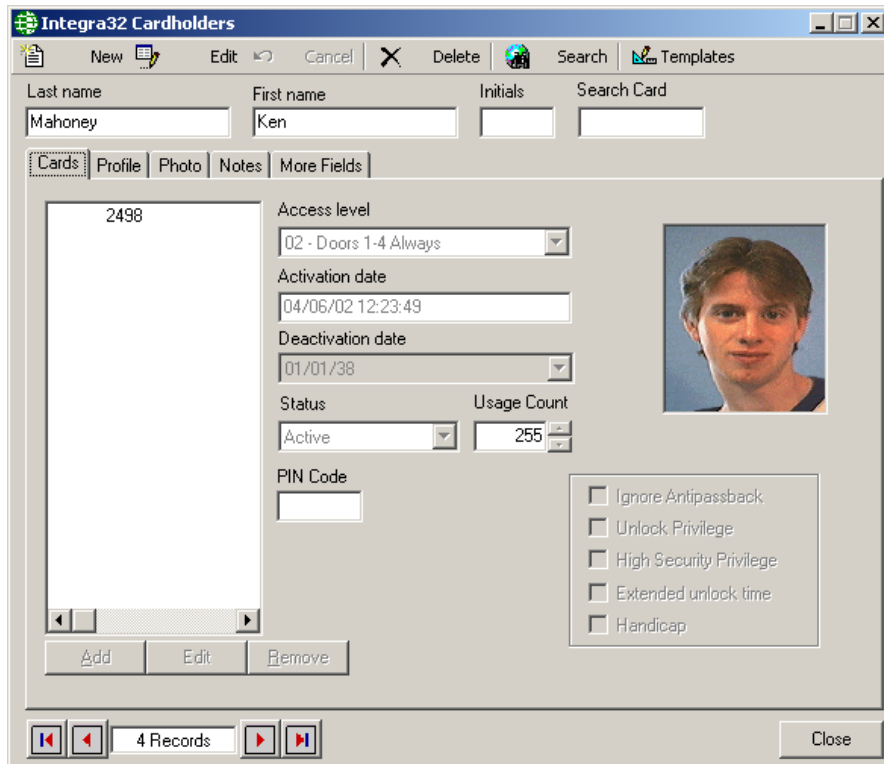 Integra32 Cardholders
New Edit Cancel Delete Search Templates
Last name First name Initials Search Card
Mahoney Ken
Cards Profile Photo Notes More Fields
2498
Access level
02 - Doors 1-4 Always
Activation date
04/06/02 12:23:49
Deactivation date
01/01/38
Status Usage Count
Active 255
PIN Code
Ignore Antipassback
Unlock Privilege
High Security Privilege
Extended unlock time
Handicap
Add Edit Remove
4 Records Close